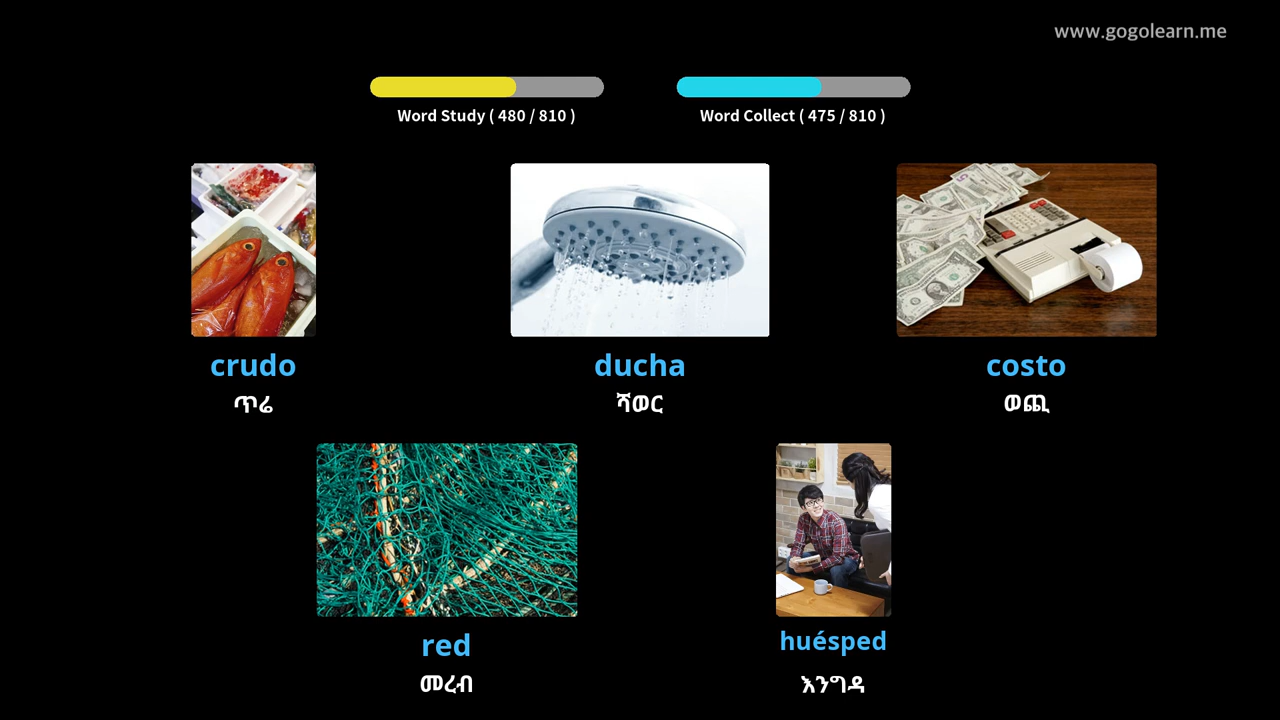 www.gogolearn.me
Word Study ( 480 / 810 )
Word Collect ( 475 / 810 )
crudo
ጥሬ
ducha
ሻወር
costo
ወጪ
red
መረብ
huésped
እንግዳ